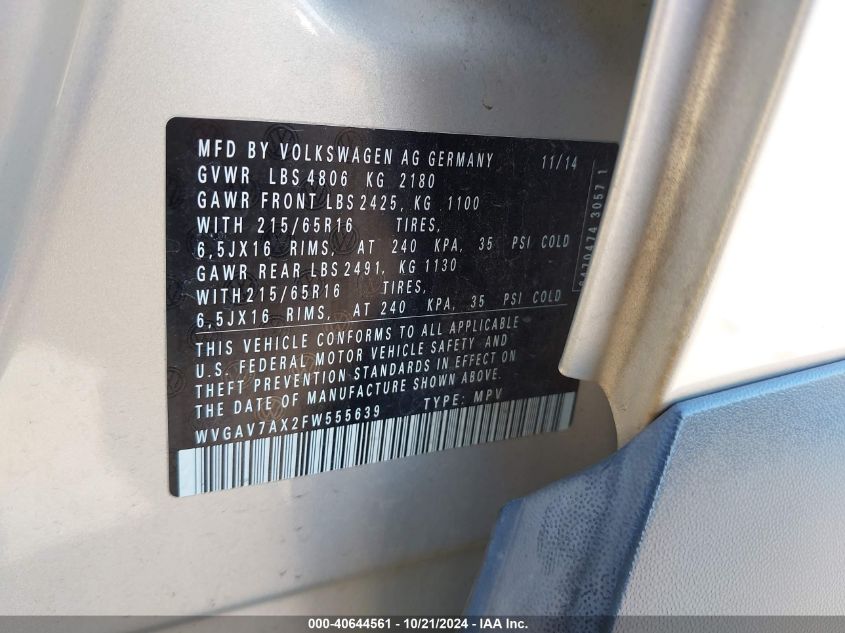 MFD BY VOLKSWAGEN AG GERMANY 11/14
GVWR LBS 4806 KG 2180
GAWR FRONT LBS 2425, KG 1100
WITH 215/65R16 TIRES,
6,5JX16 RIMS, AT 240 KPA, 35 PSI COLD
GAWR REAR LBS 2491, KG 1130
WITH 215/65R16 TIRES,
6,5JX16 RIMS, AT 240 KPA, 35 PSI COLD
THIS VEHICLE CONFORMS TO ALL APPLICABLE
U.S. FEDERAL MOTOR VEHICLE SAFETY AND
THEFT PREVENTION STANDARDS IN EFFECT ON
THE DATE OF MANUFACTURE SHOWN ABOVE.
WVGAV7AX2FW555639 TYPE: MPV
3057 1
000-40644561 - 10/21/2024 - IAA Inc.